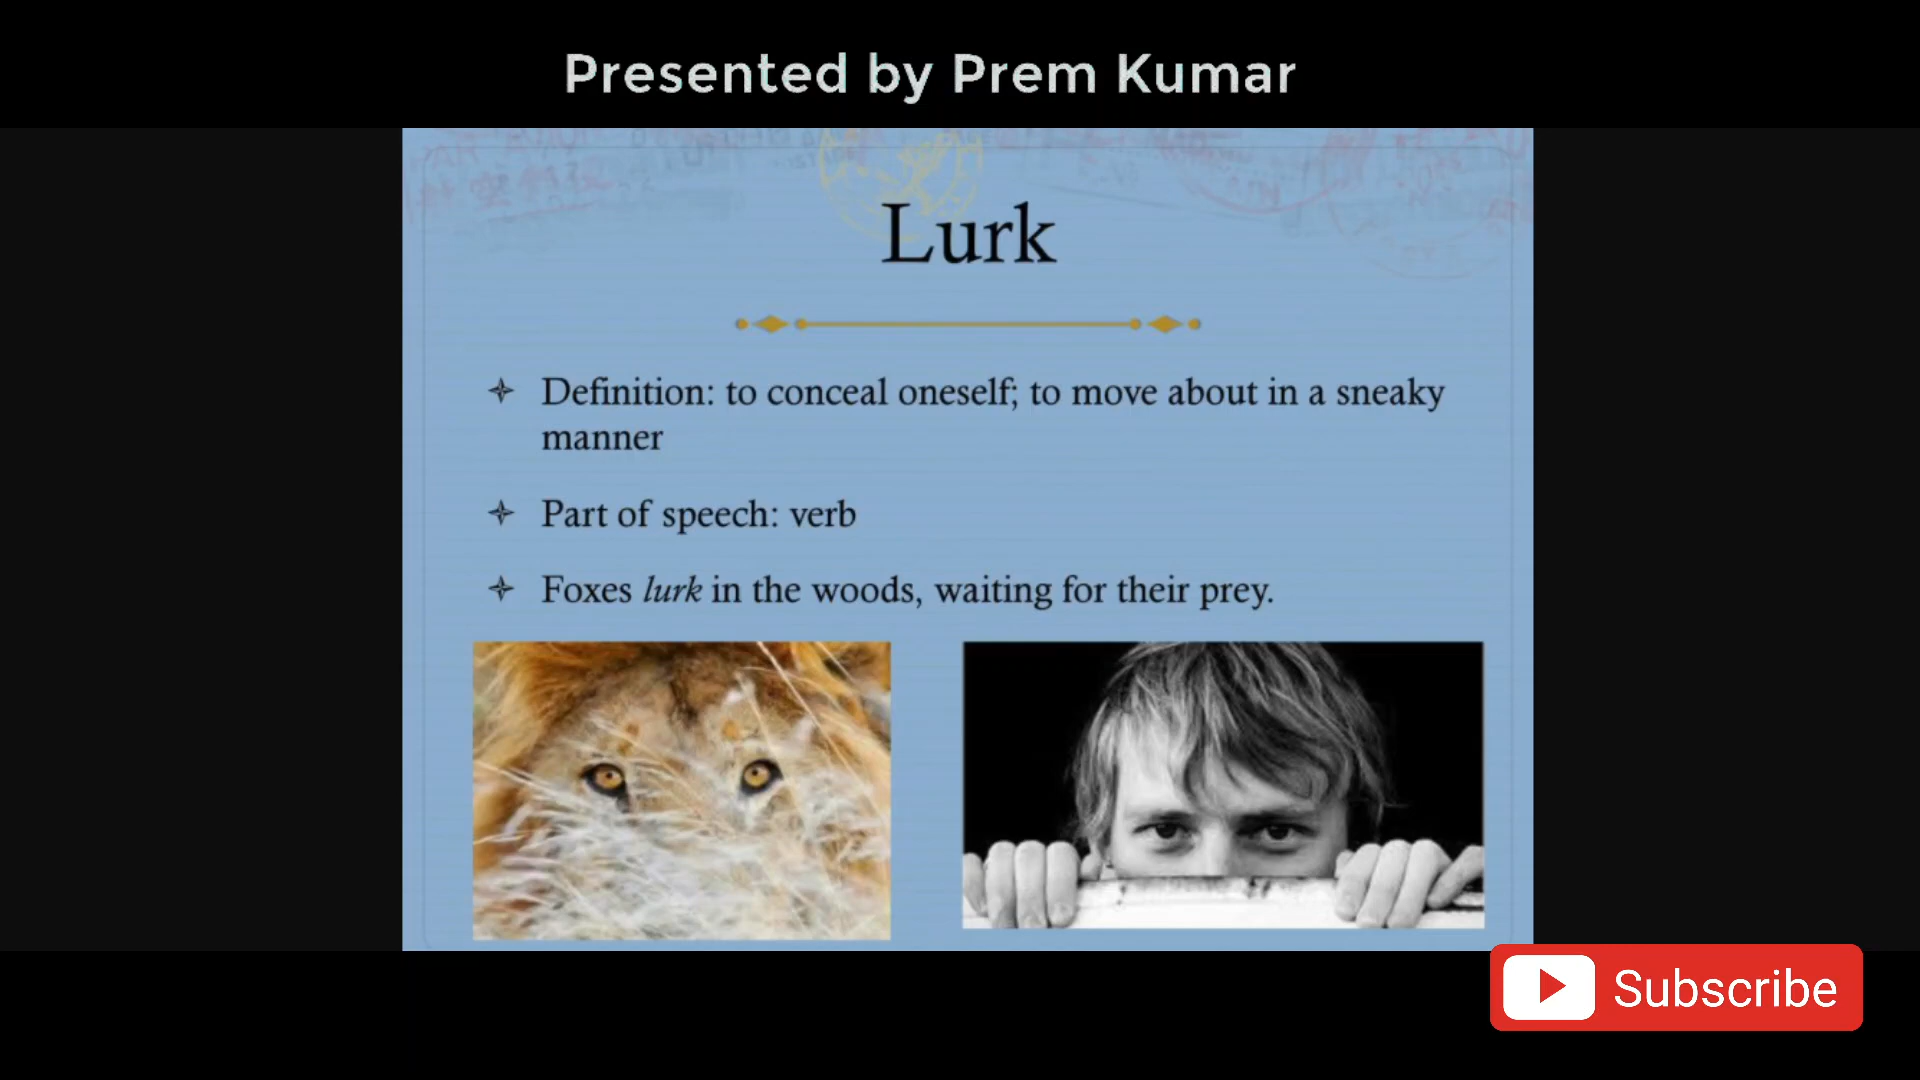 Presented by Prem Kumar
Lurk
Definition: to conceal oneself; to move about in a sneaky
manner
Part of speech: verb
Foxes lurk in the woods, waiting for their prey.
Subscribe